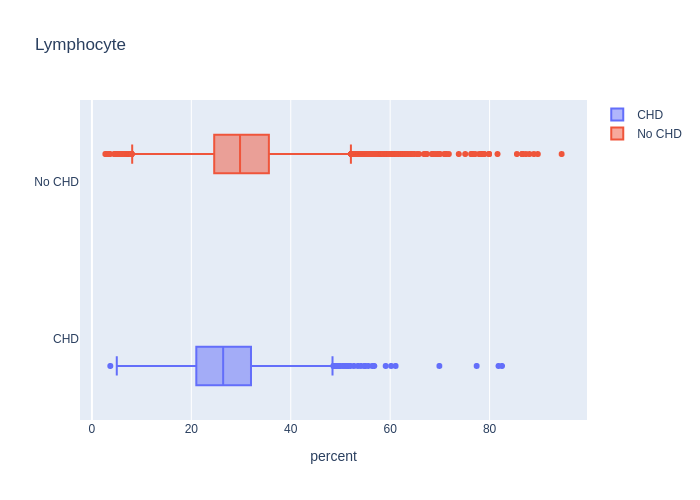 Lymphocyte
CHD
No CHD
No CHD
CHD
0 20 40 60 80
percent